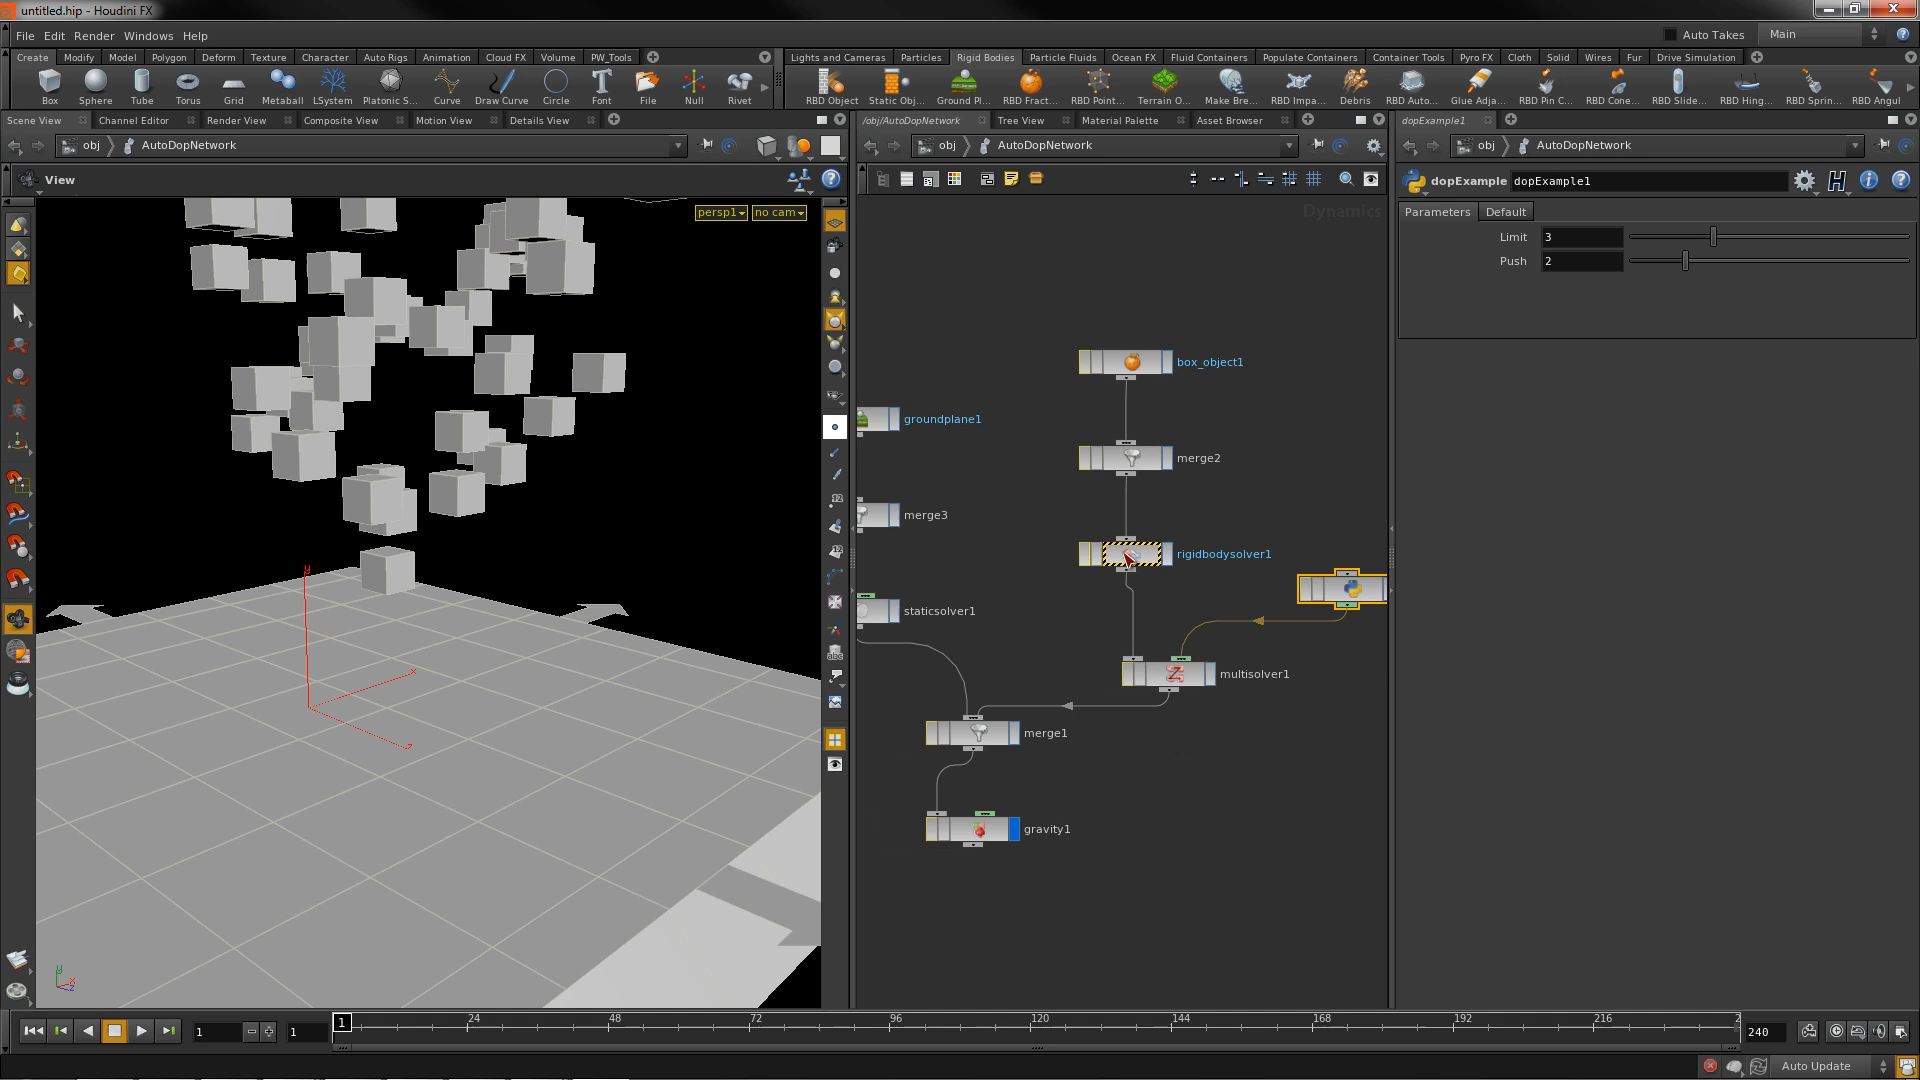 untitled.hip - Houdini FX
File Edit Render Windows Help
Auto Takes Main
Create Modify Model Polygon Deform Texture Character Auto Rigs Animation Cloud FX Volume PW_Tools
Lights and Cameras Particles Rigid Bodies Particle Fluids Ocean FX Fluid Containers Populate Containers Container Tools Pyro FX Cloth Solid Wires Fur Drive Simulation
Box Sphere Tube Torus Grid Metaball LSystem Platonic S... Curve Draw Curve Circle Font File Null Rivet
RBD Object Static Obj... Ground Pl... RBD Fract... RBD Point... Terrain O... Make Bre... RBD Impa... Debris RBD Auto... Glue Adja... RBD Pin C... RBD Cone... RBD Slide... RBD Hing... RBD Sprin... RBD Angul
Scene View Channel Editor Render View Composite View Motion View Details View
/obj/AutoDopNetwork Tree View Material Palette Asset Browser
dopExample1
obj AutoDopNetwork
obj AutoDopNetwork
obj AutoDopNetwork
View
dopExample dopExample1
persp1 no cam
Dynamics
Parameters Default
Limit 3
Push 2
box_object1
groundplane1
merge2
merge3
rigidbodysolver1
staticsolver1
multisolver1
merge1
gravity1
y
x
z
y
x
z
1 1 1 24 48 72 96 120 144 168 192 216 2 240
Auto Update